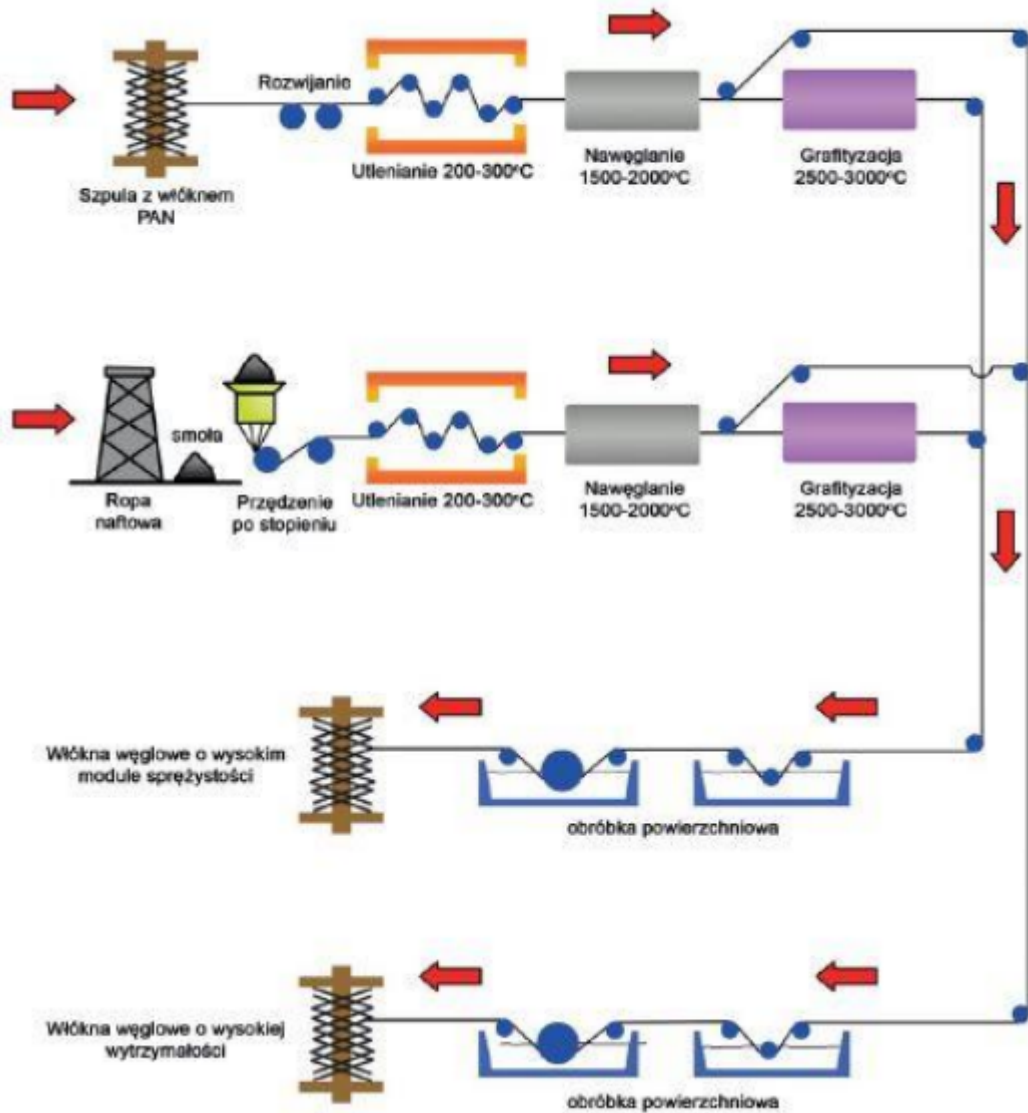 Rozwijanie
Szpula z włóknem
PAN
Utlenianie 200-300°C
Nawęglanie
1500-2000°C
Grafityzacja
2500-3000°C
smoła
Ropa
naftowa
Przędzenie
po stopieniu
Utlenianie 200-300°C
Nawęglanie
1500-2000°C
Grafityzacja
2500-3000°C
Włókna węglowe o wysokim
module sprężystości
obróbka powierzchniowa
Włókna węglowe o wysokiej
wytrzymałości
obróbka powierzchniowa